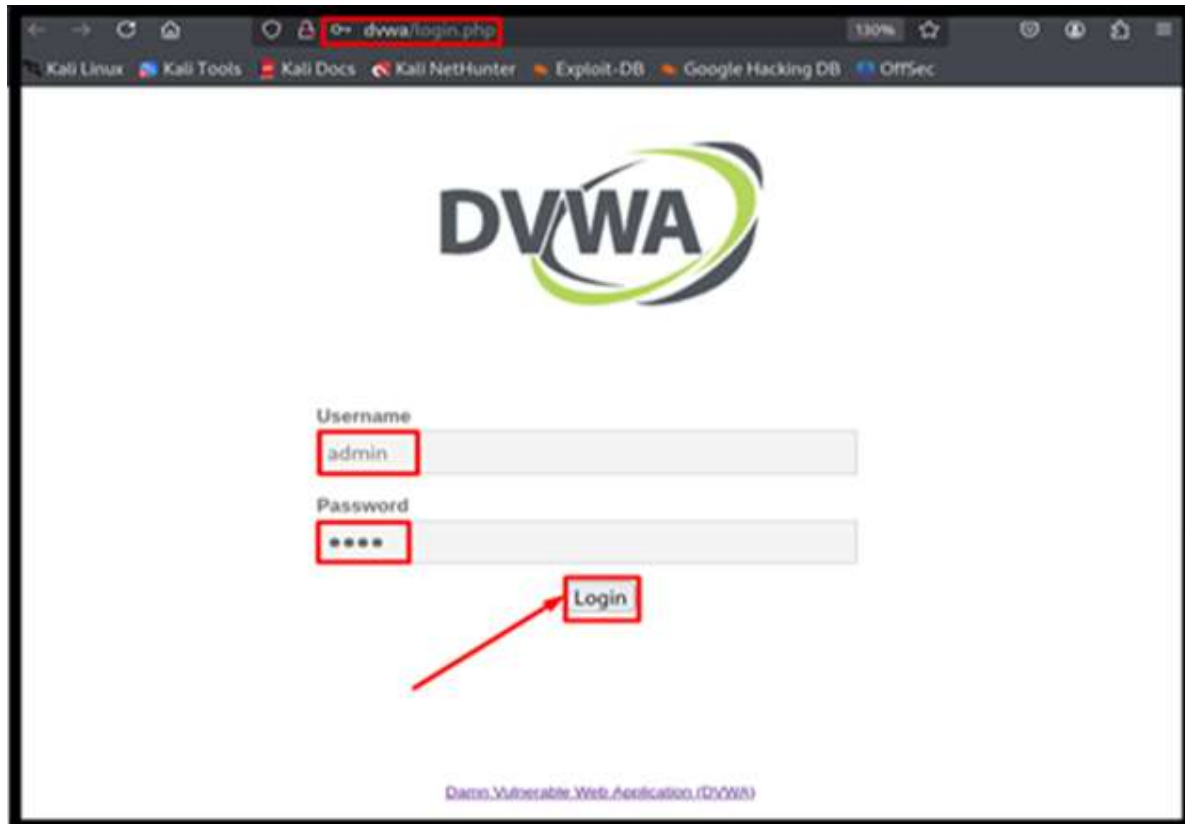 dvwa/login.php 130%
Kali Linux Kali Tools Kali Docs Kali NetHunter Exploit-DB Google Hacking DB OffSec
DVWA
Username
admin
Password
••••
Login
Damn Vulnerable Web Application (DVWA)